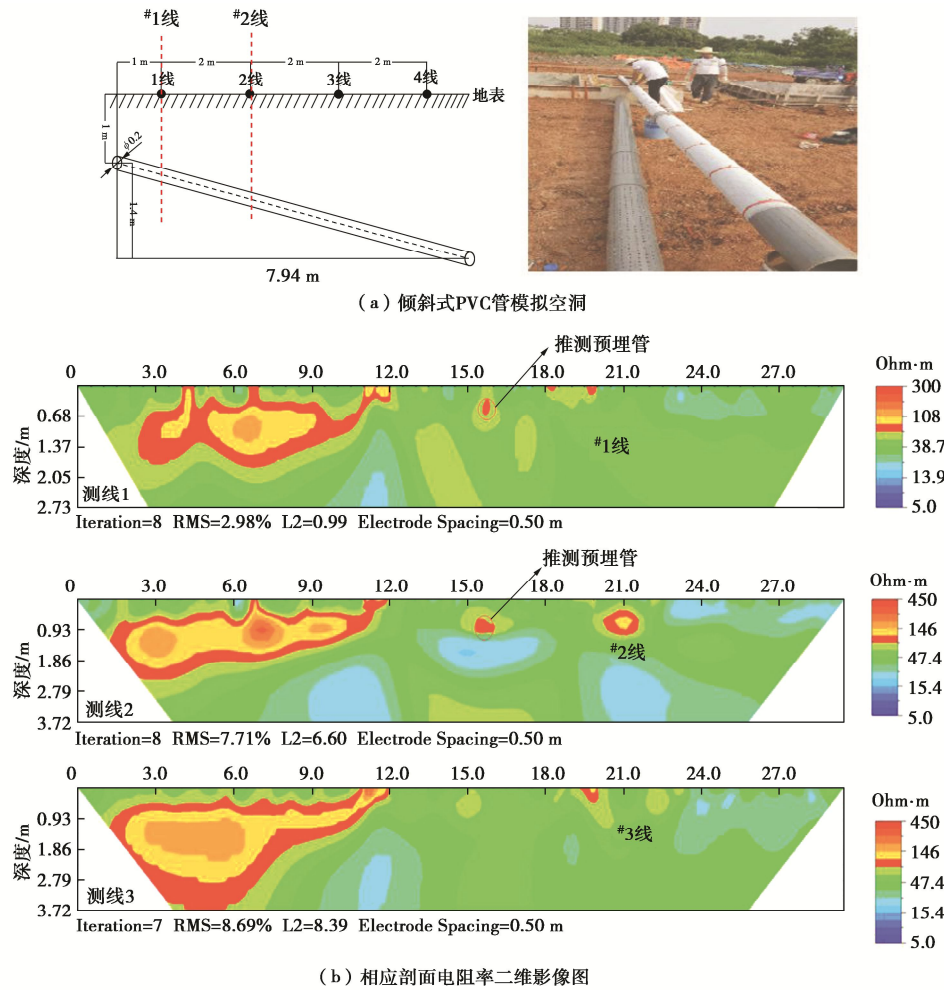 #1线 #2线
1 m 2 m 2 m 2 m
1线 2线 3线 4线 地表
1 m
φ0.2
1.4 m
7.94 m
(a)倾斜式PVC管模拟空洞
推测预埋管
0 3.0 6.0 9.0 12.0 15.0 18.0 21.0 24.0 27.0 Ohm·m
深度/m
0.68
1.37
2.05
2.73
测线1
#1线
300
108
38.7
13.9
5.0
Iteration=8 RMS=2.98% L2=0.99 Electrode Spacing=0.50 m
推测预埋管
0 3.0 6.0 9.0 12.0 15.0 18.0 21.0 24.0 27.0 Ohm·m
深度/m
0.93
1.86
2.79
3.72
测线2
#2线
450
146
47.4
15.4
5.0
Iteration=8 RMS=7.71% L2=6.60 Electrode Spacing=0.50 m
0 3.0 6.0 9.0 12.0 15.0 18.0 21.0 24.0 27.0 Ohm·m
深度/m
0.93
1.86
2.79
3.72
测线3
#3线
450
146
47.4
15.4
5.0
Iteration=7 RMS=8.69% L2=8.39 Electrode Spacing=0.50 m
(b)相应剖面电阻率二维影像图